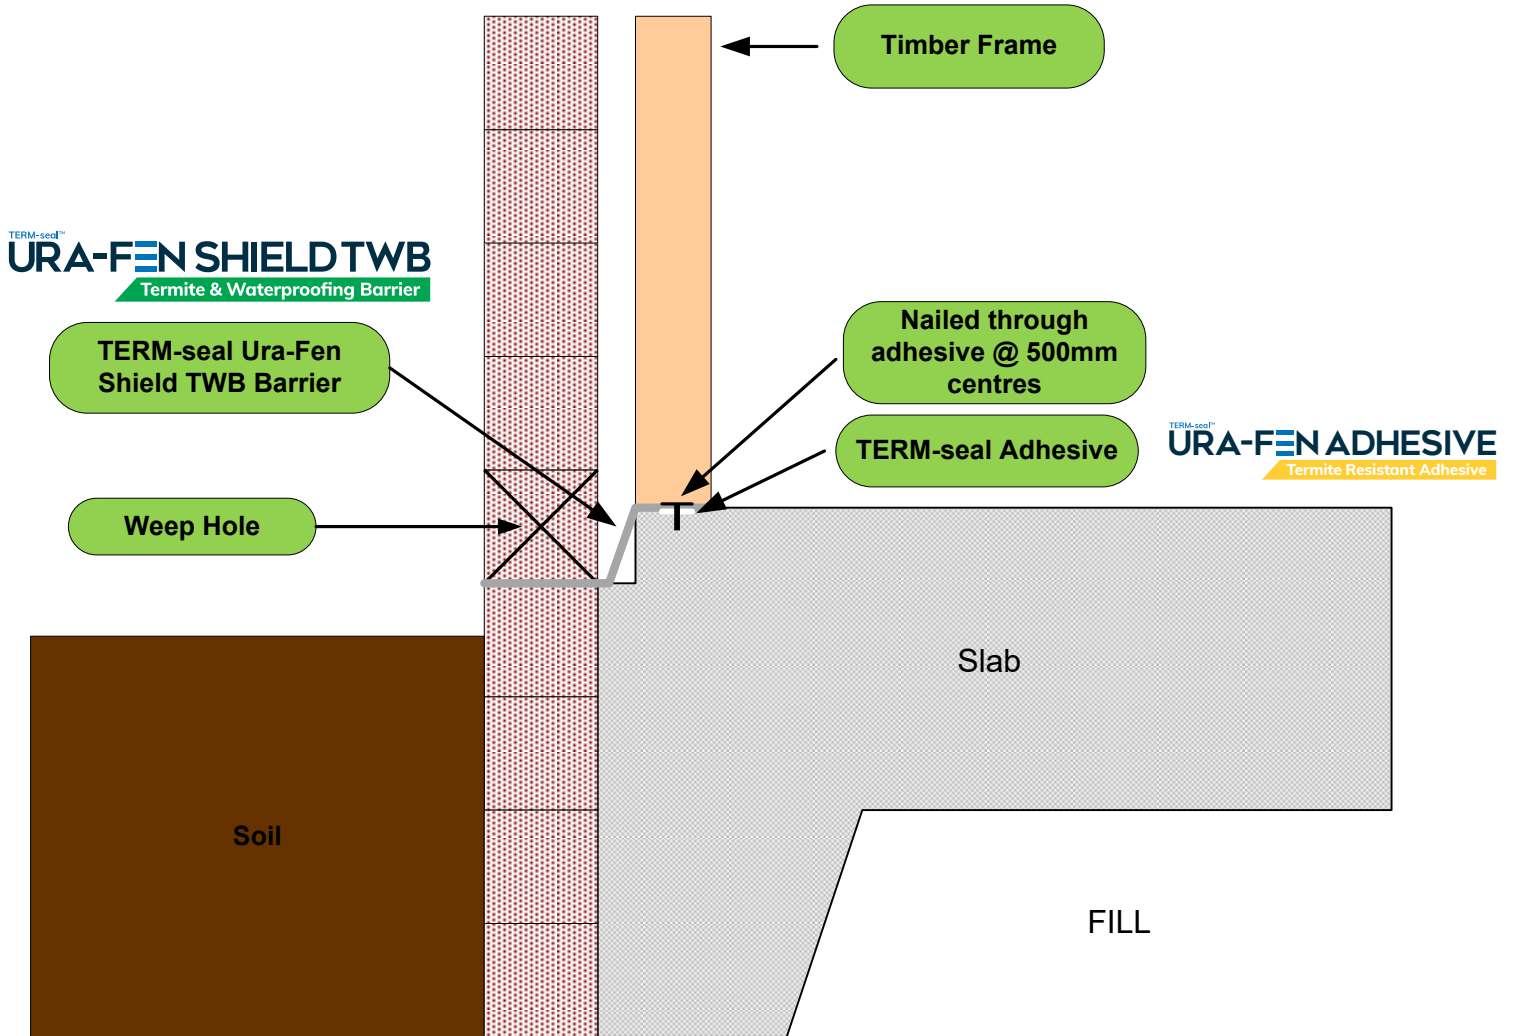 Timber Frame
TERM-seal™
URA-FEN SHIELD TWB
Termite & Waterproofing Barrier
TERM-seal Ura-Fen
Shield TWB Barrier
Nailed through
adhesive @ 500mm
centres
TERM-seal Adhesive
TERM-seal™
URA-FEN ADHESIVE
Termite Resistant Adhesive
Weep Hole
Slab
Soil
FILL